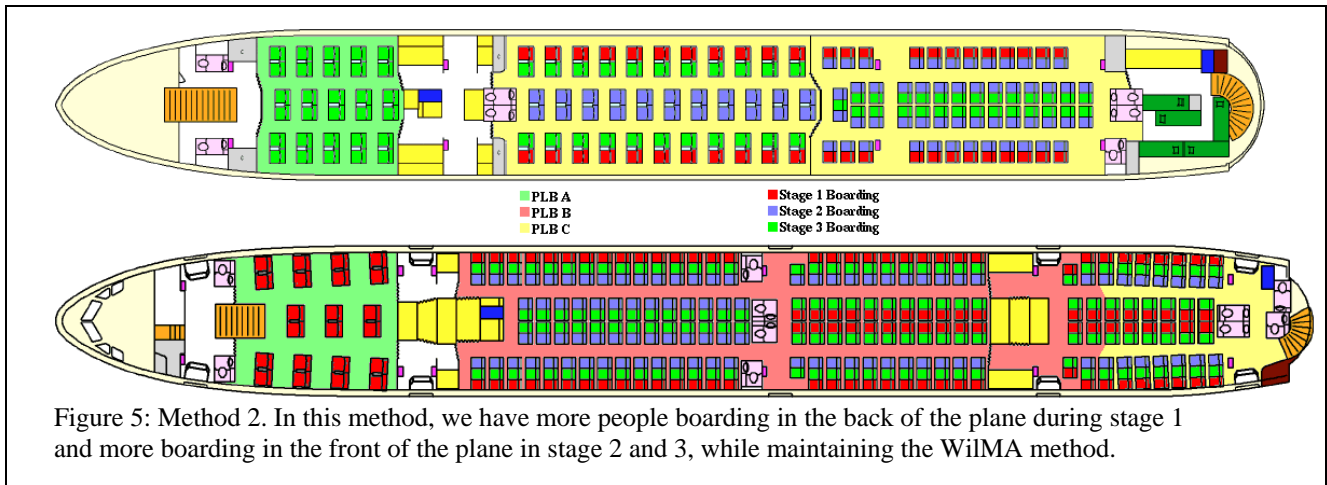 PLB A
PLB B
PLB C
Stage 1 Boarding
Stage 2 Boarding
Stage 3 Boarding
Figure 5: Method 2. In this method, we have more people boarding in the back of the plane during stage 1
and more boarding in the front of the plane in stage 2 and 3, while maintaining the WilMA method.